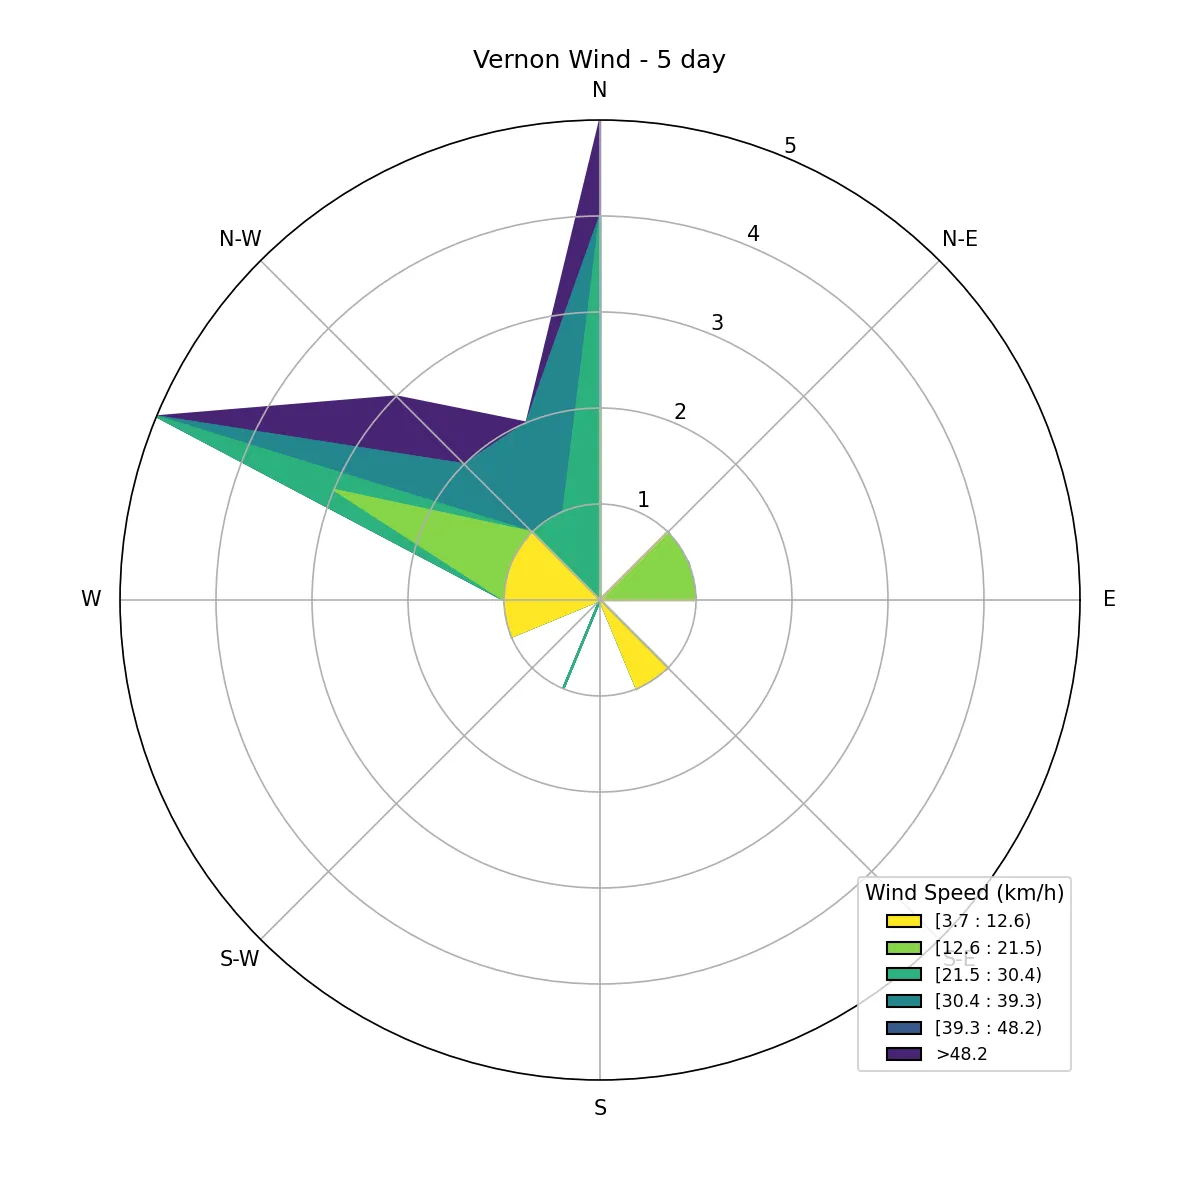 Vernon Wind - 5 day
N
5
N-W
4
N-E
3
2
1
W
E
S-W
S-E
S
Wind Speed (km/h)
[3.7 : 12.6)
[12.6 : 21.5)
[21.5 : 30.4)
[30.4 : 39.3)
[39.3 : 48.2)
>48.2